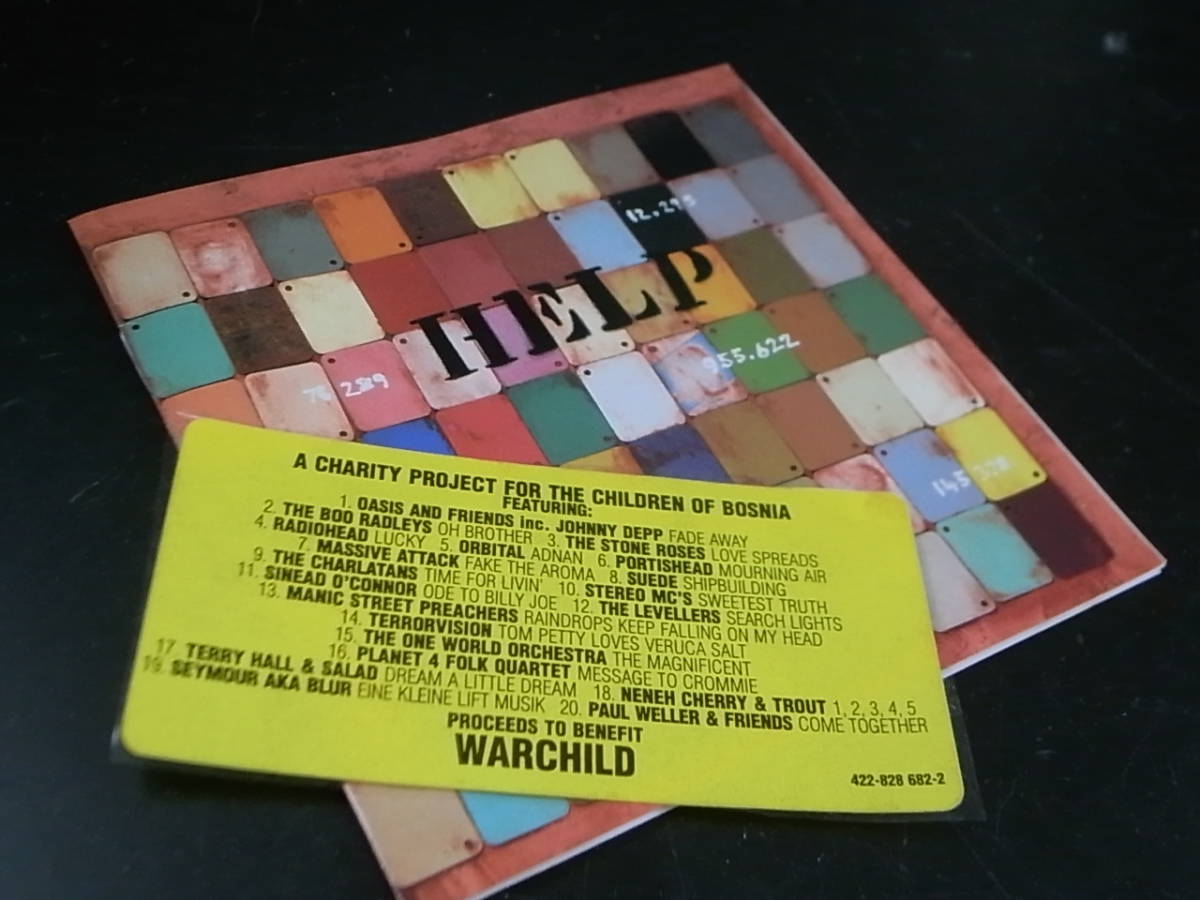 12.295
HELP
955.622
289
145.328
A CHARITY PROJECT FOR THE CHILDREN OF BOSNIA
FEATURING:
1. OASIS AND FRIENDS inc. JOHNNY DEPP FADE AWAY
2. THE BOO RADLEYS OH BROTHER 3. THE STONE ROSES LOVE SPREADS
4. RADIOHEAD LUCKY 5. ORBITAL ADNAN 6. PORTISHEAD MOURNING AIR
7. MASSIVE ATTACK FAKE THE AROMA 8. SUEDE SHIPBUILDING
9. THE CHARLATANS TIME FOR LIVIN' 10. STEREO MC'S SWEETEST TRUTH
11. SINEAD O'CONNOR ODE TO BILLY JOE 12. THE LEVELLERS SEARCH LIGHTS
13. MANIC STREET PREACHERS RAINDROPS KEEP FALLING ON MY HEAD
14. TERRORVISION TOM PETTY LOVES VERUCA SALT
15. THE ONE WORLD ORCHESTRA THE MAGNIFICENT
16. PLANET 4 FOLK QUARTET MESSAGE TO CROMMIE
17. TERRY HALL & SALAD DREAM A LITTLE DREAM 18. NENEH CHERRY & TROUT 1, 2, 3, 4, 5
19. SEYMOUR AKA BLUR EINE KLEINE LIFT MUSIK 20. PAUL WELLER & FRIENDS COME TOGETHER
PROCEEDS TO BENEFIT
WARCHILD
422-828 682-2